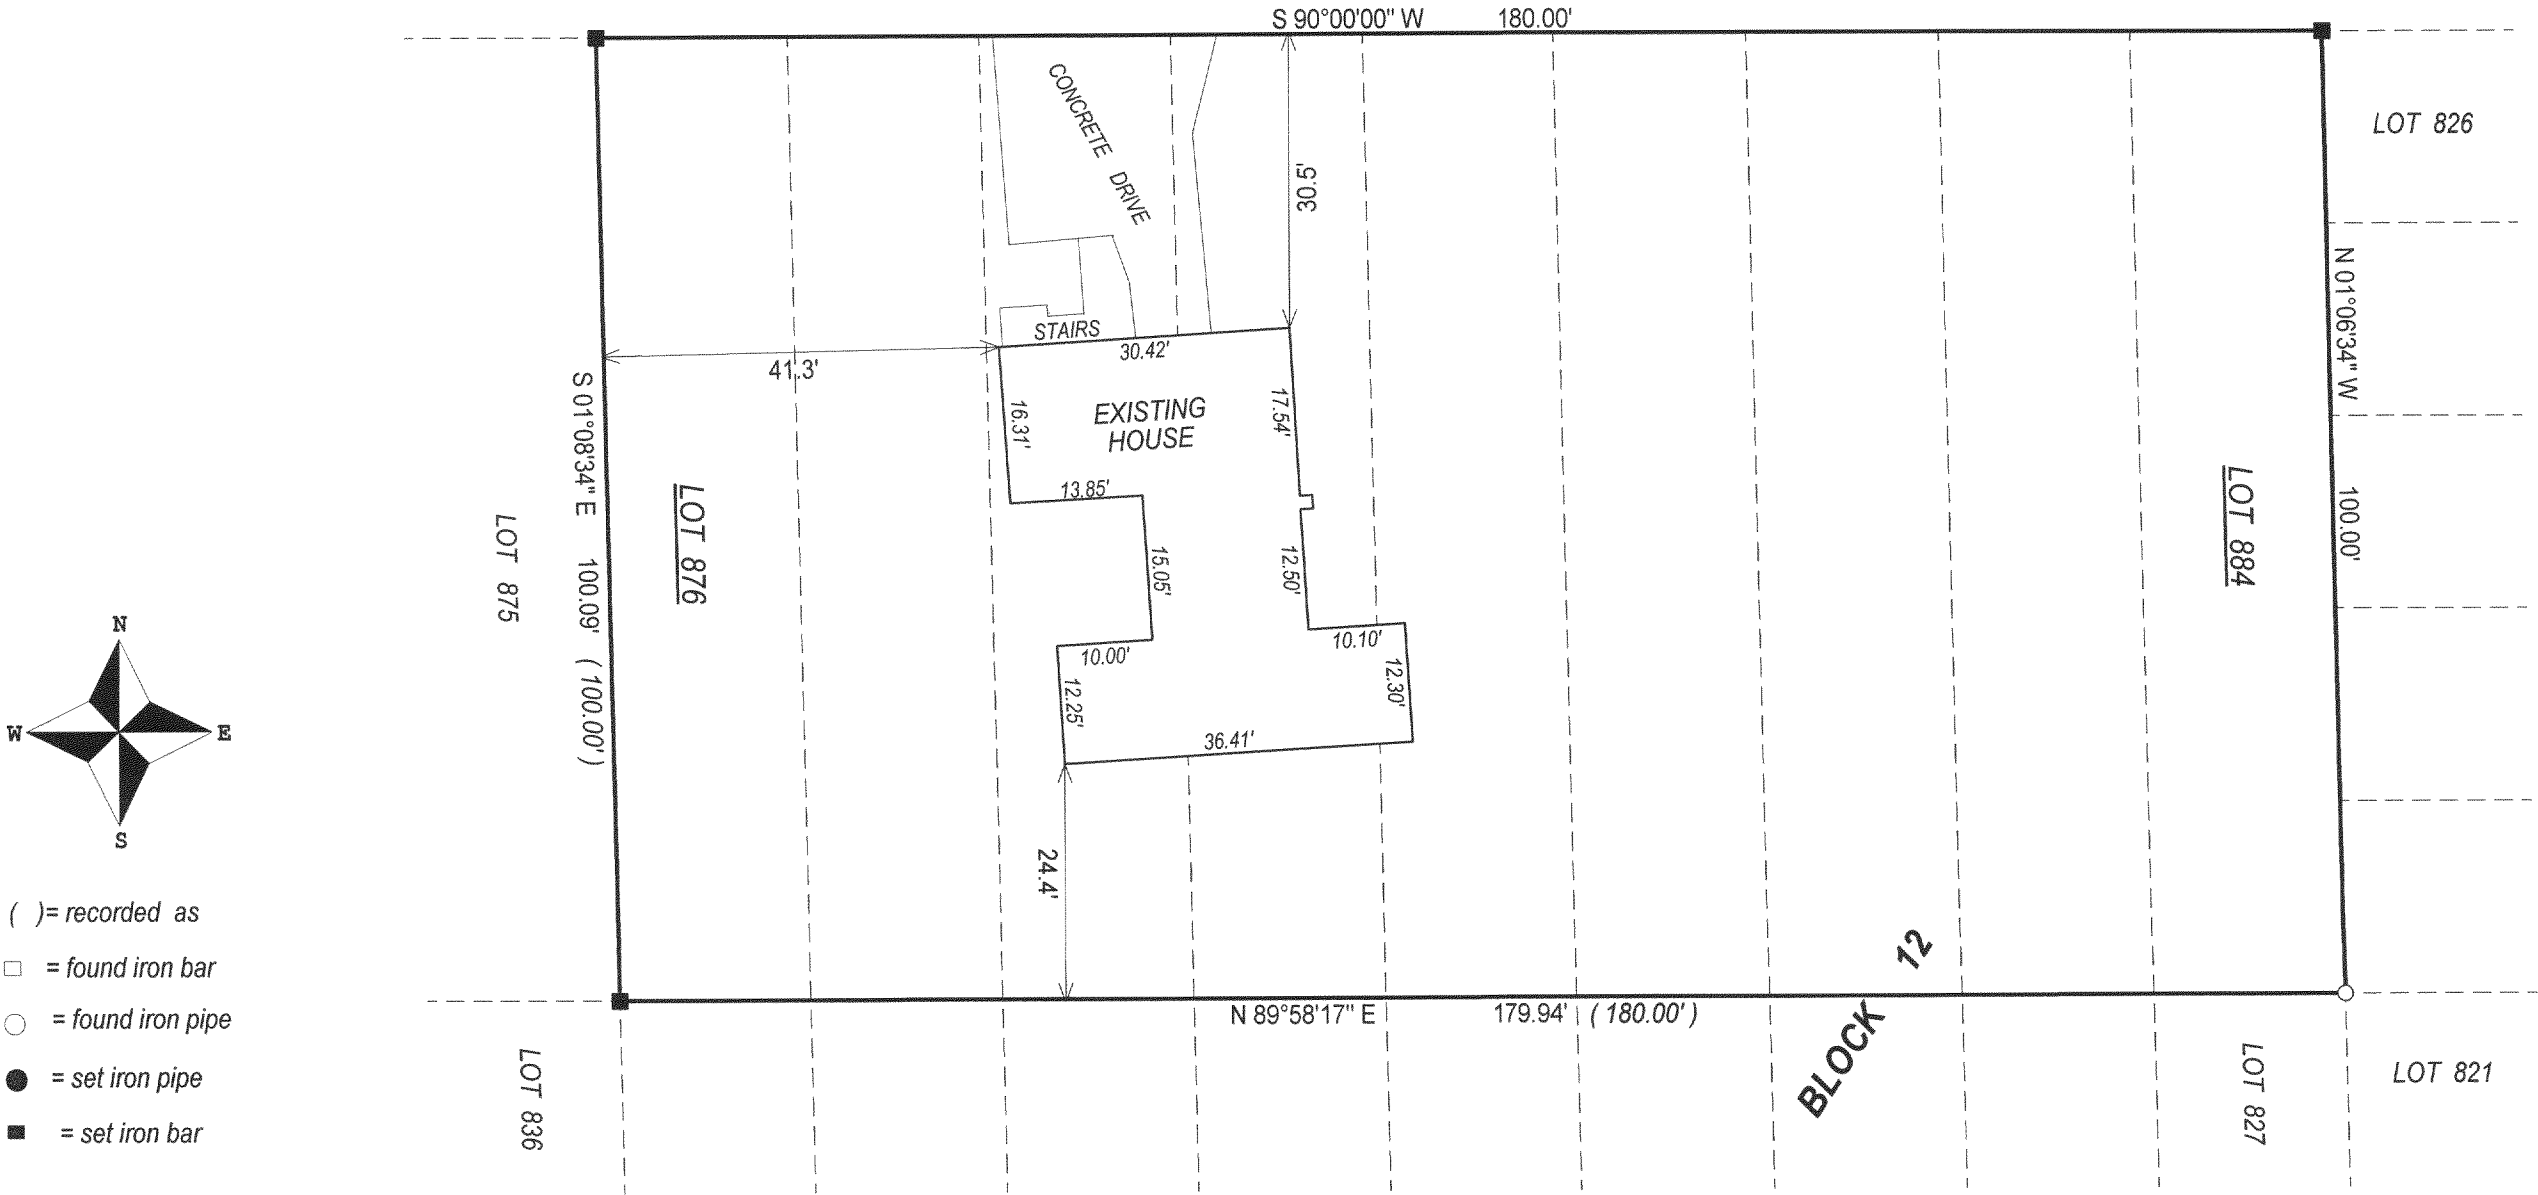 S 90°00'00" W 180.00'
CONCRETE DRIVE
30.5'
LOT 826
N 01°06'34" W 100.00'
STAIRS
30.42'
41.3'
S 01°08'34" E 100.09' ( 100.00' )
16.31'
EXISTING
HOUSE
17.54'
13.85'
LOT 875
LOT 876
15.05'
12.50'
LOT 884
10.00'
10.10'
12.25'
12.30'
36.41'
24.4'
N
W
E
S
( )= recorded as
= found iron bar
= found iron pipe
= set iron pipe
= set iron bar
N 89°58'17" E 179.94' ( 180.00' )
BLOCK 12
LOT 836
LOT 827
LOT 821